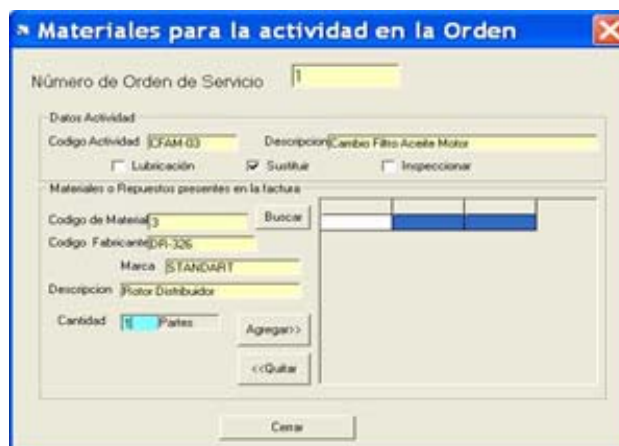 Materiales para la actividad en la Orden
Número de Orden de Servicio 1
Datos Actividad
Codigo Actividad CFAM-03 Descripcion Cambio Filtro Aceite Motor
Lubricación Sustituir Inspeccionar
Materiales o Repuestos presentes en la factura
Codigo de Material 3 Buscar
Codigo Fabricante DR-326
Marca STANDART
Descripcion Rotor Distribuidor
Cantidad 1 Partes Agregar>>
<<Quitar
Cerrar